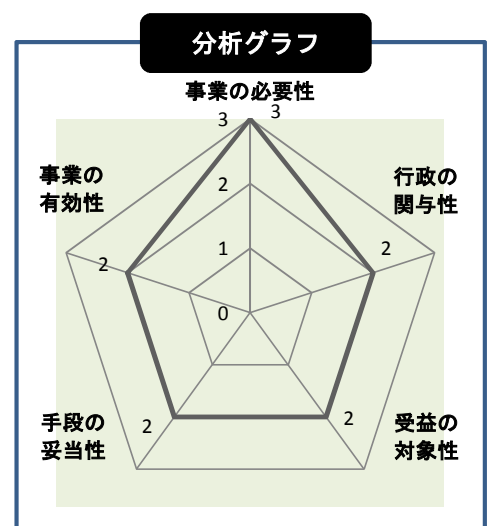 分析グラフ
事業の必要性
3
3
事業の
有効性
行政の
関与性
2
1
0
2
2
2
2
手段の
妥当性
受益の
対象性